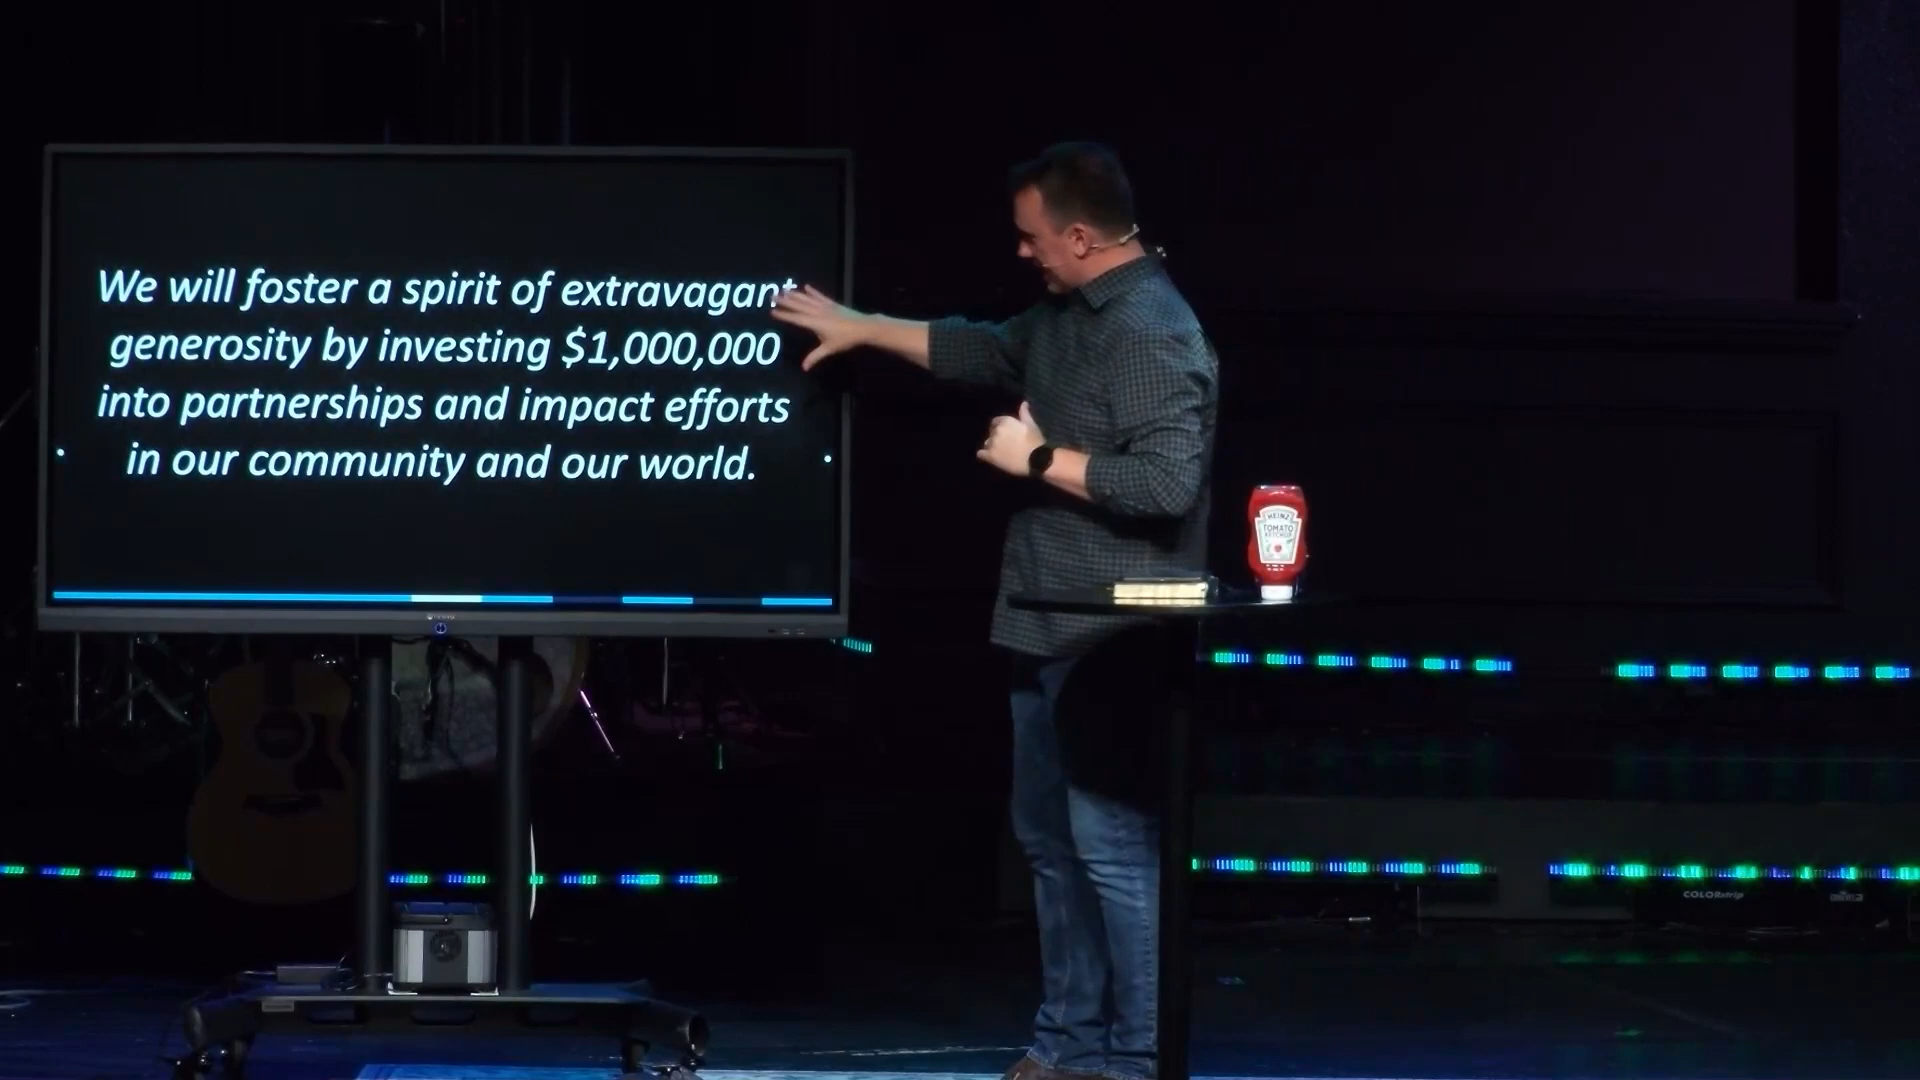 We will foster a spirit of extravagant
generosity by investing $1,000,000
into partnerships and impact efforts
in our community and our world.
HEINZ
TOMATO
KETCHUP
COLORstrip